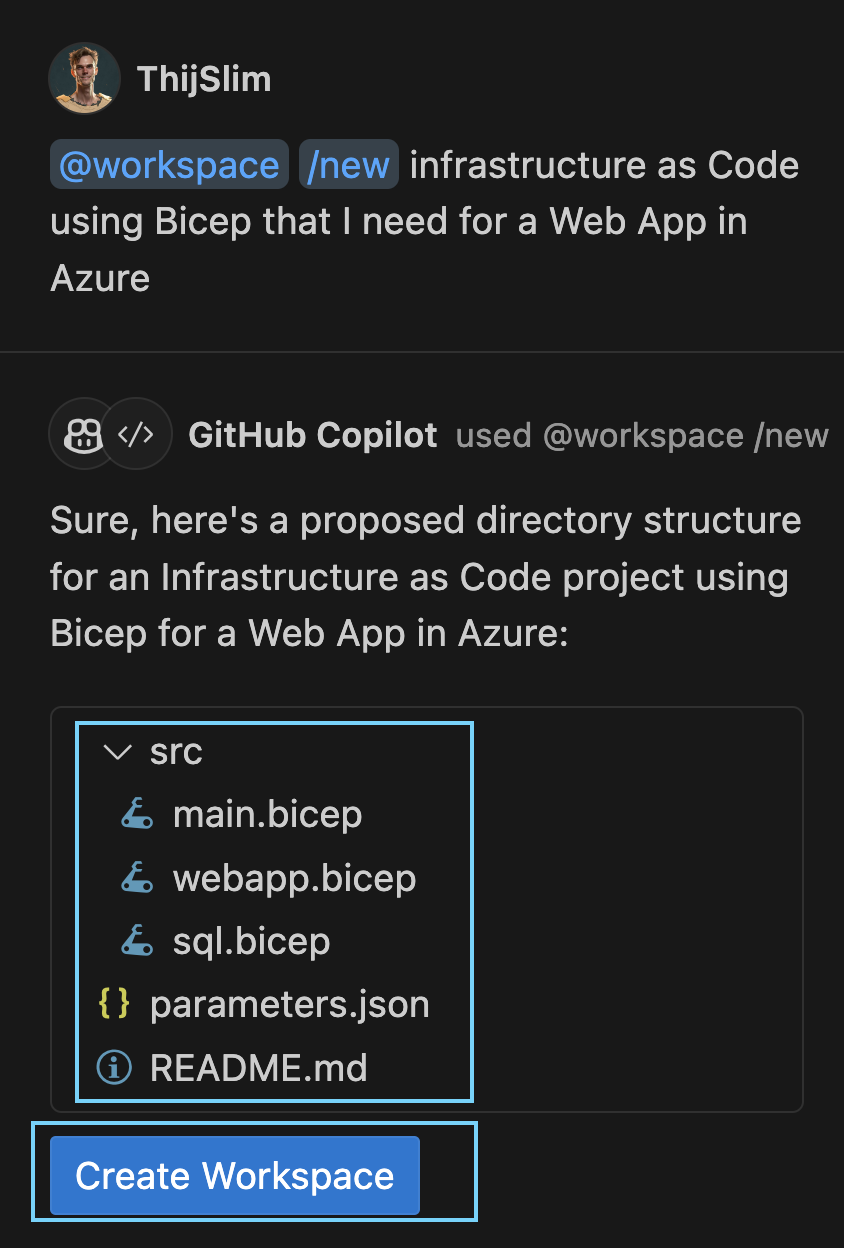 ThijSlim
@workspace /new infrastructure as Code
using Bicep that I need for a Web App in
Azure
GitHub Copilot used @workspace /new
Sure, here's a proposed directory structure
for an Infrastructure as Code project using
Bicep for a Web App in Azure:
src
main.bicep
webapp.bicep
sql.bicep
parameters.json
README.md
Create Workspace